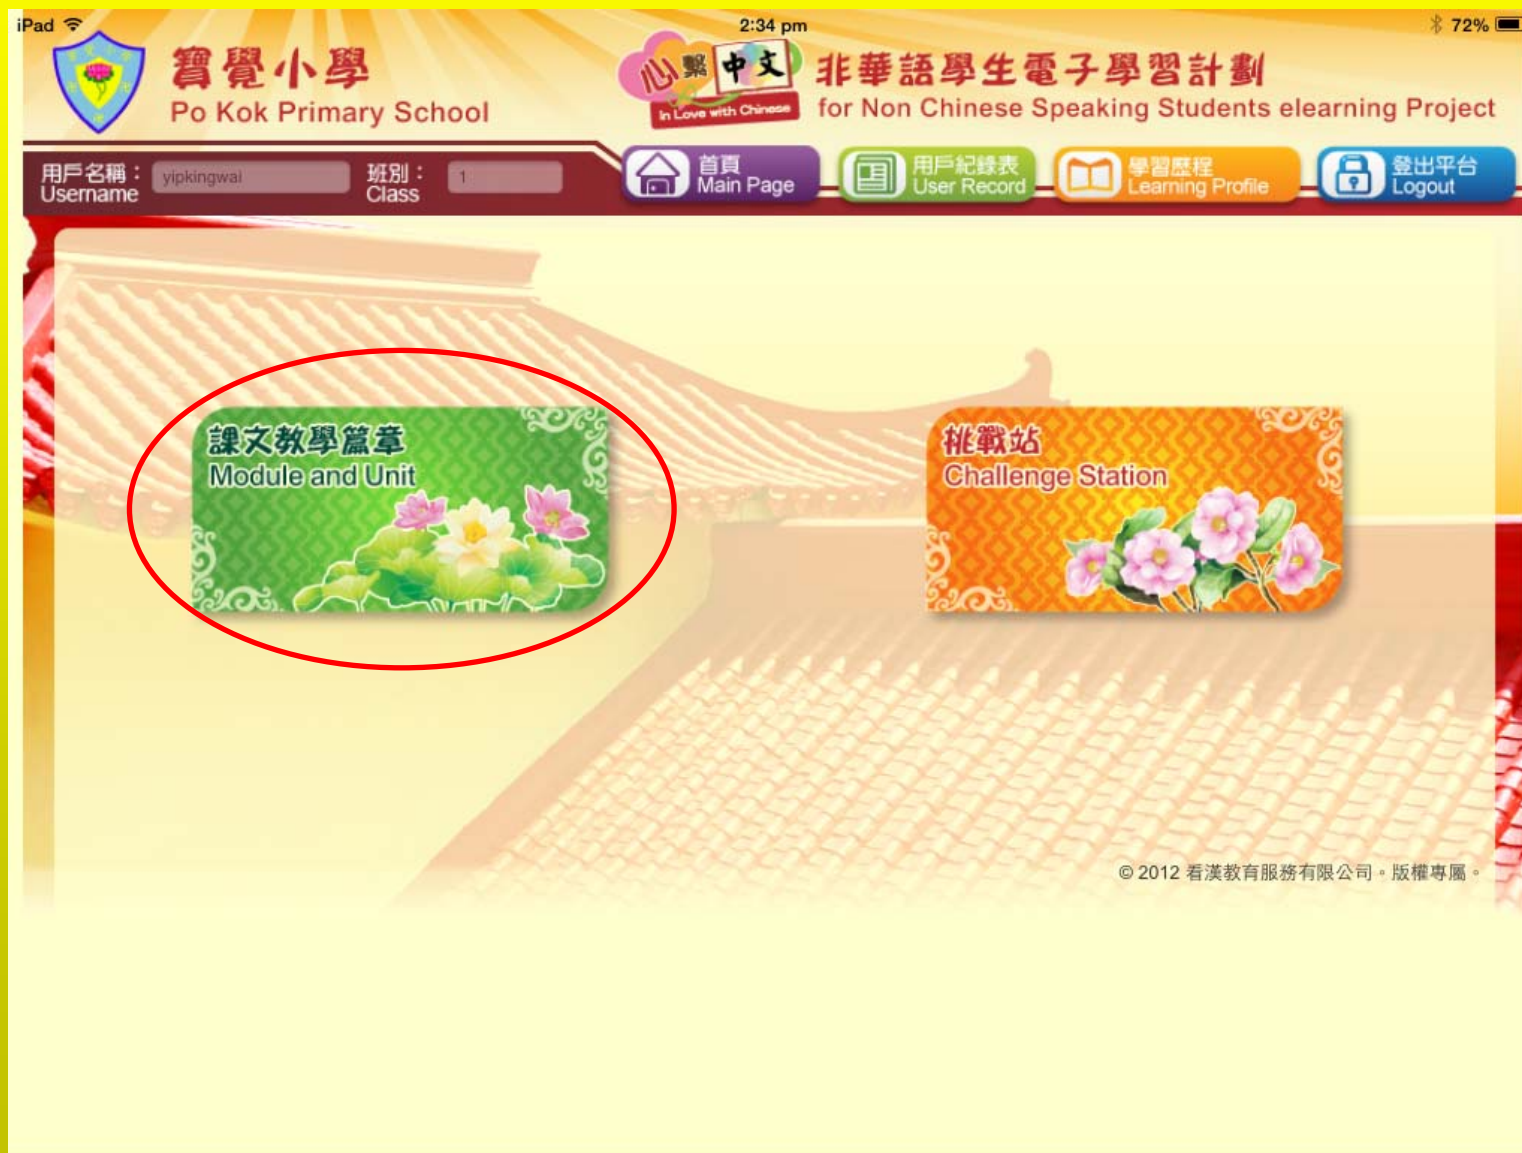 iPad 2:34 pm 72%
寶覺小學
Po Kok Primary School
心繫中文
In Love with Chinese
非華語學生電子學習計劃
for Non Chinese Speaking Students elearning Project
用戶名稱：
Username
yipkingwai
班別：
Class
1
首頁
Main Page
用戶紀錄表
User Record
學習歷程
Learning Profile
登出平台
Logout
課文教學篇章
Module and Unit
挑戰站
Challenge Station
© 2012 看漢教育服務有限公司。版權專屬。